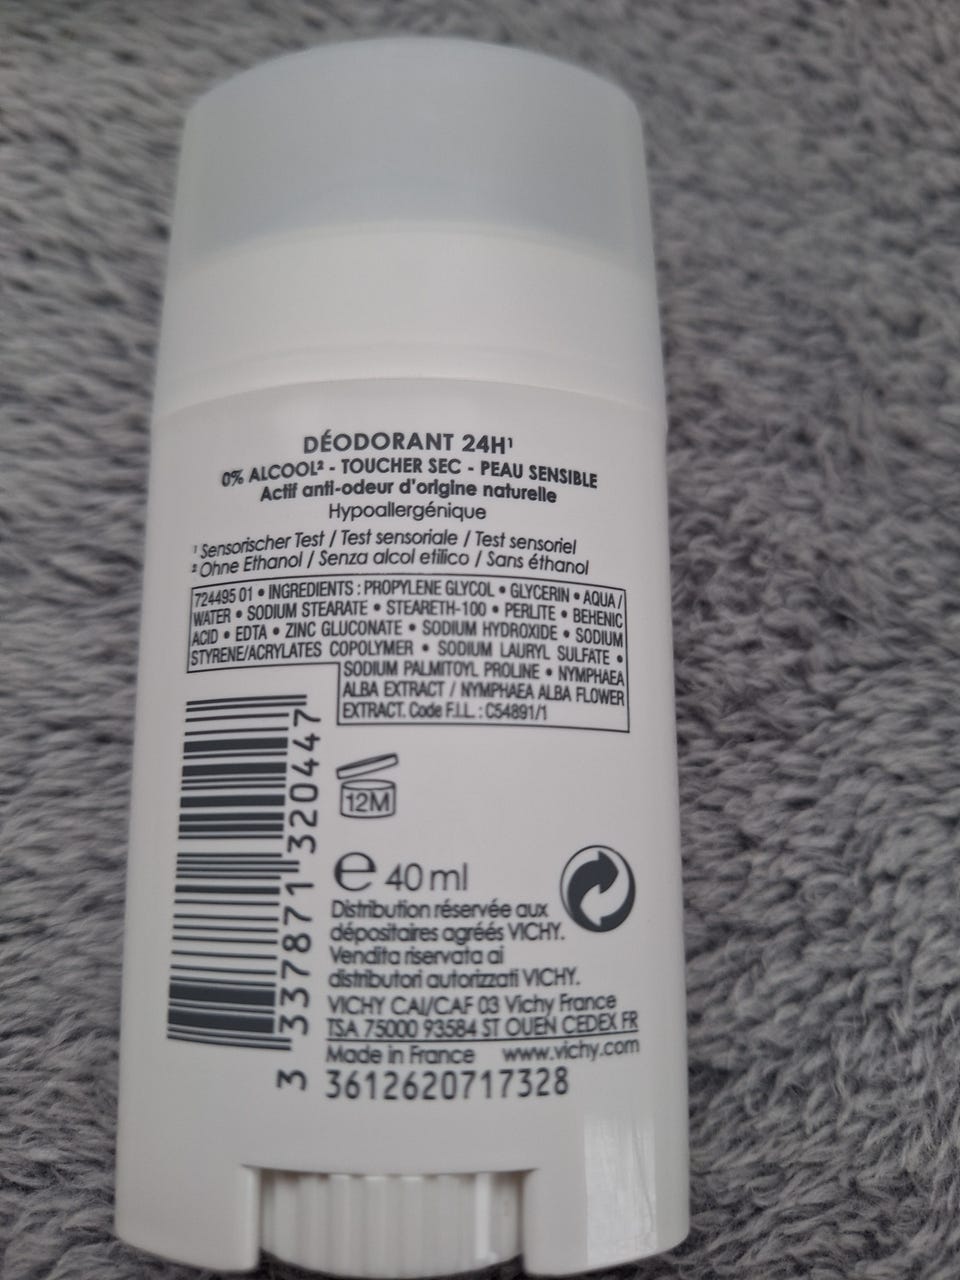 DÉODORANT 24H¹
0% ALCOOL² - TOUCHER SEC - PEAU SENSIBLE
Actif anti-odeur d'origine naturelle
Hypoallergénique
¹ Sensorischer Test / Test sensoriale / Test sensoriel
² Ohne Ethanol / Senza alcol etilico / Sans éthanol
724495 01 • INGREDIENTS : PROPYLENE GLYCOL • GLYCERIN • AQUA /
WATER • SODIUM STEARATE • STEARETH-100 • PERLITE • BEHENIC
ACID • EDTA • ZINC GLUCONATE • SODIUM HYDROXIDE • SODIUM
STYRENE/ACRYLATES COPOLYMER • SODIUM LAURYL SULFATE •
SODIUM PALMITOYL PROLINE • NYMPHAEA
ALBA EXTRACT / NYMPHAEA ALBA FLOWER
EXTRACT. Code F.I.L. : C54891/1
3 337871 320447
12M
e 40 ml
Distribution réservée aux
dépositaires agréés VICHY.
Vendita riservata ai
distributori autorizzati VICHY.
VICHY CAI/CAF 03 Vichy France
TSA 75000 93584 ST OUEN CEDEX FR
Made in France www.vichy.com
3612620717328